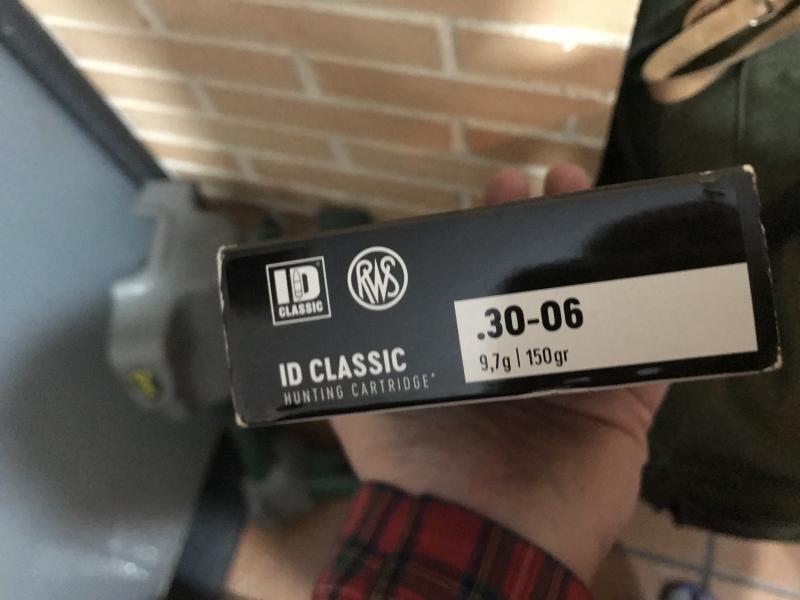 ID
CLASSIC
RWS
ID CLASSIC
HUNTING CARTRIDGE*
.30-06
9,7g | 150gr